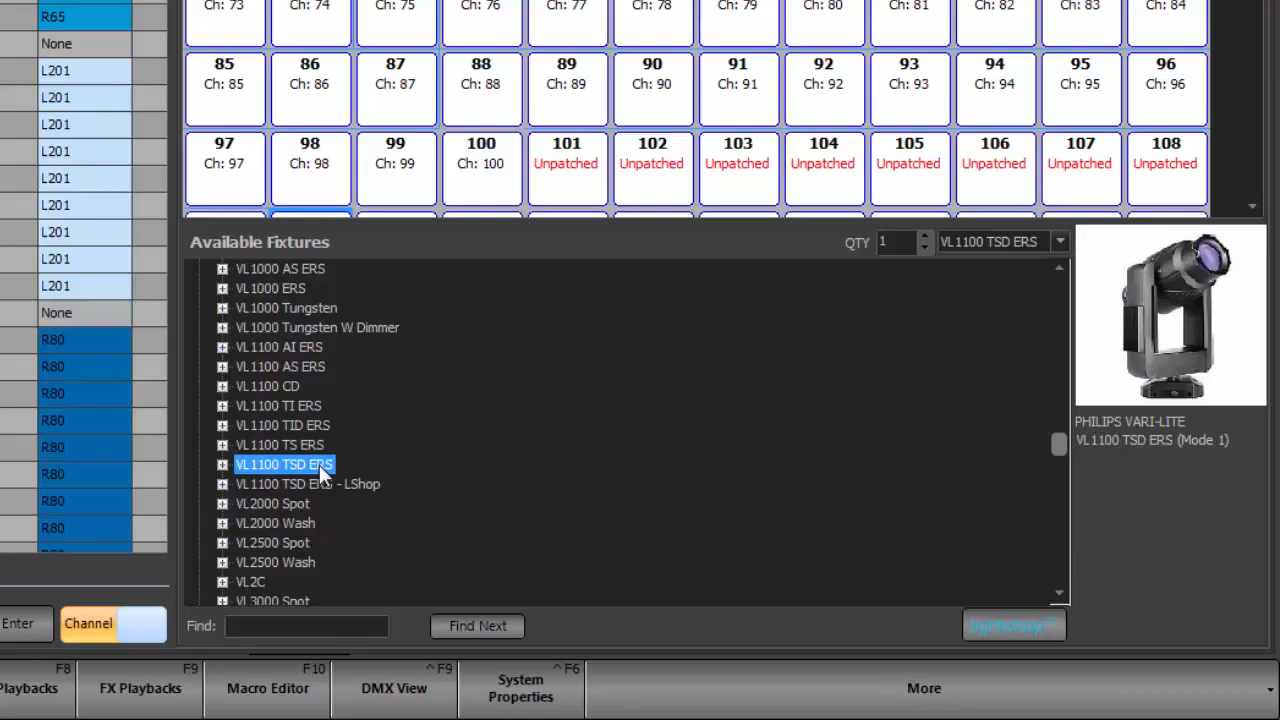 R65
None
L201
L201
L201
L201
L201
L201
L201
L201
L201
None
R80
R80
R80
R80
R80
R80
R80
R80
Ch: 73 Ch: 74 Ch: 75 Ch: 76 Ch: 77 Ch: 78 Ch: 79 Ch: 80 Ch: 81 Ch: 82 Ch: 83 Ch: 84
85 86 87 88 89 90 91 92 93 94 95 96
Ch: 85 Ch: 86 Ch: 87 Ch: 88 Ch: 89 Ch: 90 Ch: 91 Ch: 92 Ch: 93 Ch: 94 Ch: 95 Ch: 96
97 98 99 100 101 102 103 104 105 106 107 108
Ch: 97 Ch: 98 Ch: 99 Ch: 100 Unpatched Unpatched Unpatched Unpatched Unpatched Unpatched Unpatched Unpatched
Available Fixtures QTY 1 VL1100 TSD ERS
VL1000 AS ERS
VL1000 ERS
VL1000 Tungsten
VL1000 Tungsten W Dimmer
VL1100 AI ERS
VL1100 AS ERS
VL1100 CD
VL1100 TI ERS
VL1100 TID ERS
VL1100 TS ERS
VL1100 TSD ERS
VL1100 TSD ERS - LShop
VL2000 Spot
VL2000 Wash
VL2500 Spot
VL2500 Wash
VL2C
VL3000 Spot
PHILIPS VARI-LITE
VL1100 TSD ERS (Mode 1)
Enter Channel
Find: Find Next
F8 F9 F10 ^ F9 ^ F6
Playbacks FX Playbacks Macro Editor DMX View System Properties More